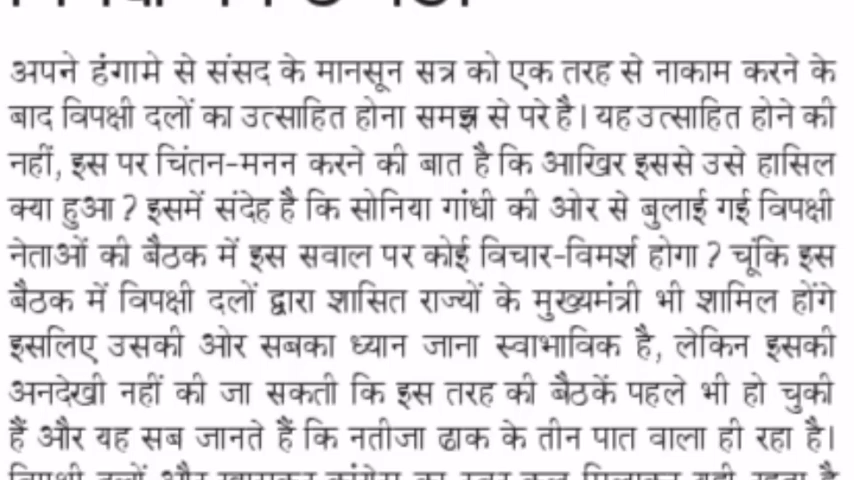 अपने हंगामे से संसद के मानसून सत्र को एक तरह से नाकाम करने के
बाद विपक्षी दलों का उत्साहित होना समझ से परे है। यह उत्साहित होने की
नहीं, इस पर चिंतन-मनन करने की बात है कि आखिर इससे उसे हासिल
क्या हुआ ? इसमें संदेह है कि सोनिया गांधी की ओर से बुलाई गई विपक्षी
नेताओं की बैठक में इस सवाल पर कोई विचार-विमर्श होगा ? चूंकि इस
बैठक में विपक्षी दलों द्वारा शासित राज्यों के मुख्यमंत्री भी शामिल होंगे
इसलिए उसकी ओर सबका ध्यान जाना स्वाभाविक है, लेकिन इसकी
अनदेखी नहीं की जा सकती कि इस तरह की बैठकें पहले भी हो चुकी
हैं और यह सब जानते हैं कि नतीजा ढाक के तीन पात वाला ही रहा है।